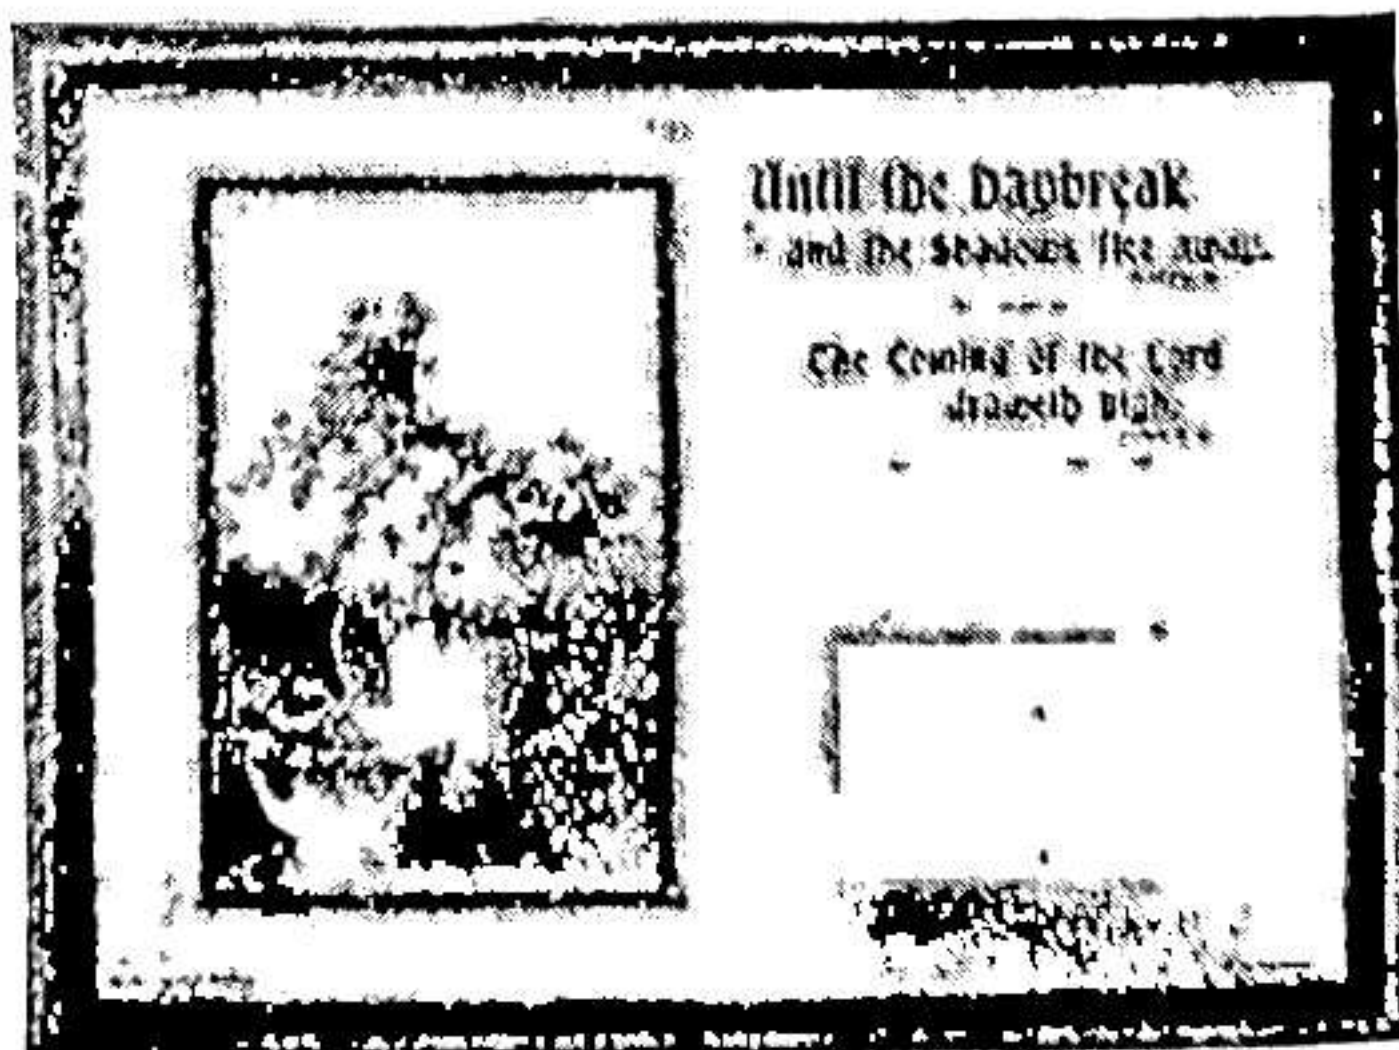 Until the Daybreak
and the Shadows flee away.
The Coming of the Lord
draweth nigh.